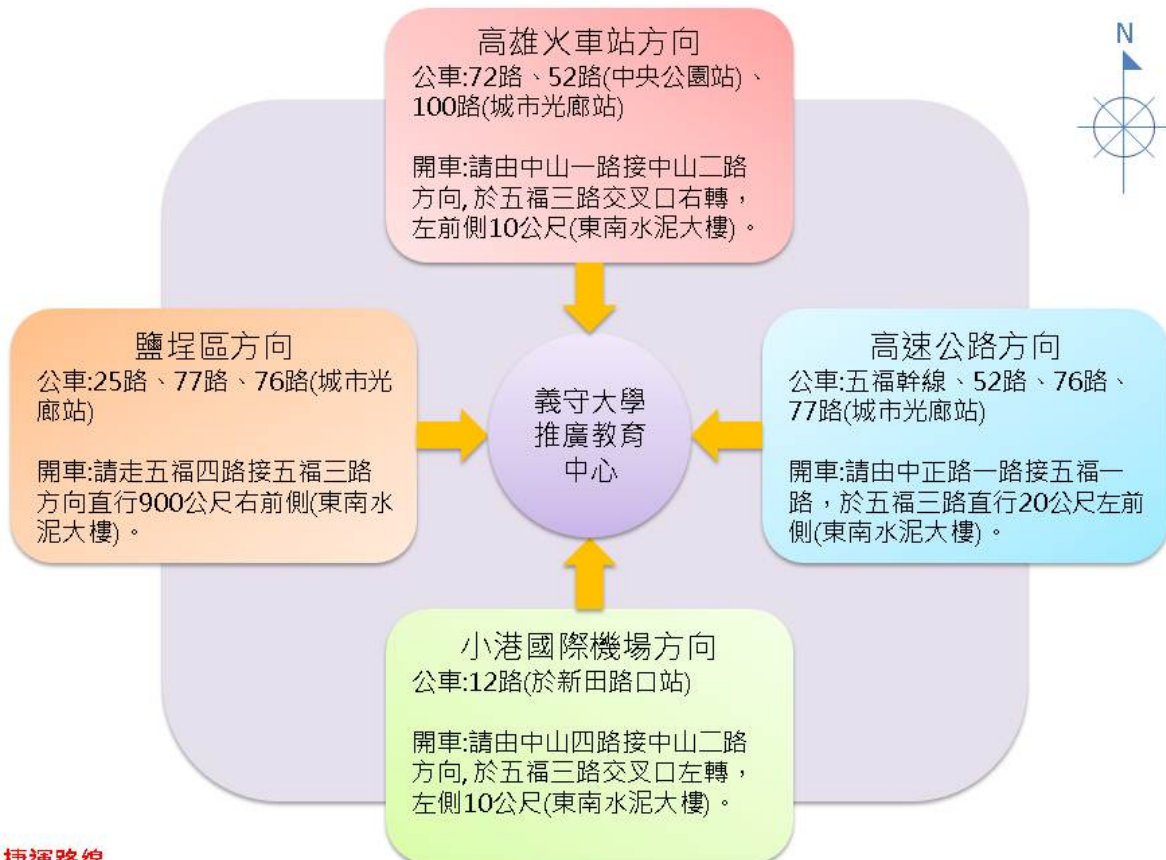 高雄火車站方向
公車:72路、52路(中央公園站)、
100路(城市光廊站)
開車:請由中山一路接中山二路
方向,於五福三路交叉口右轉，
左前側10公尺(東南水泥大樓)。
N
鹽埕區方向
公車:25路、77路、76路(城市光
廊站)
開車:請走五福四路接五福三路
方向直行900公尺右前側(東南水
泥大樓)。
義守大學
推廣教育
中心
高速公路方向
公車:五福幹線、52路、76路、
77路(城市光廊站)
開車:請由中正路一路接五福一
路，於五福三路直行20公尺左前
側(東南水泥大樓)。
小港國際機場方向
公車:12路(於新田路口站)
開車:請由中山四路接中山二路
方向,於五福三路交叉口左轉，
左側10公尺(東南水泥大樓)。
捷運路線